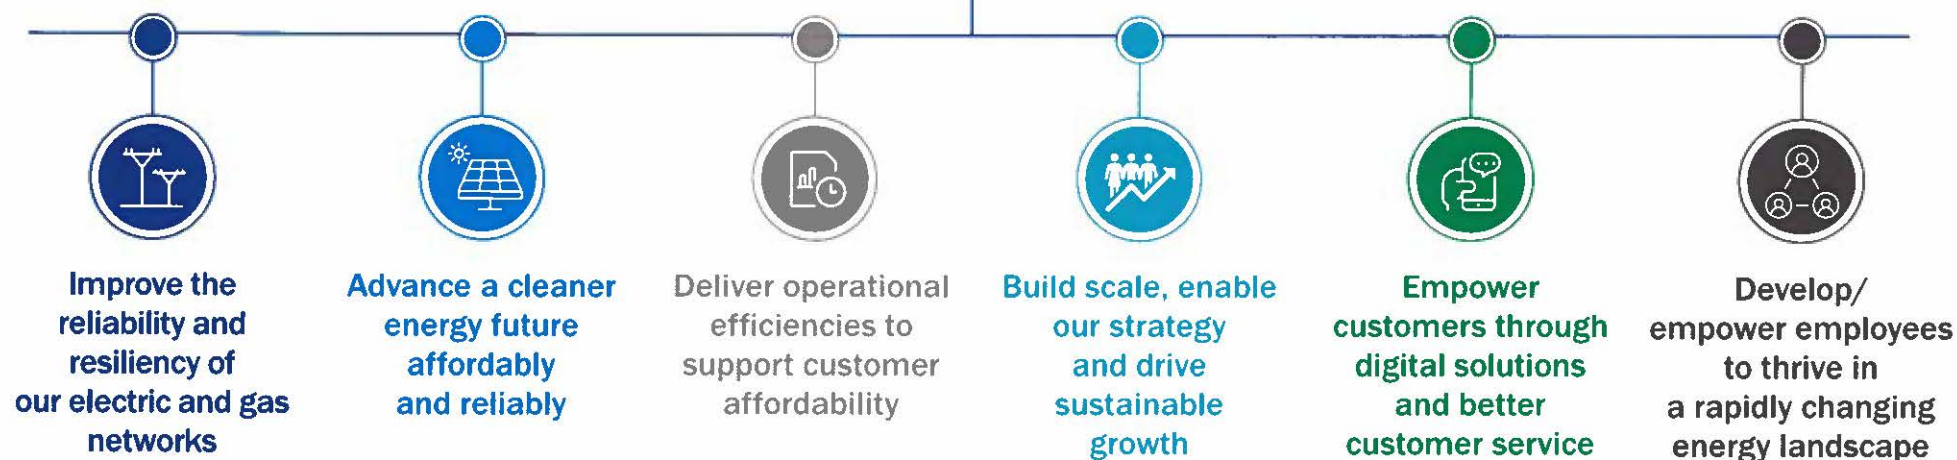 Improve the
reliability and
resiliency of
our electric and gas
networks
Advance a cleaner
energy future
affordably
and reliably
Deliver operational
efficiencies to
support customer
affordability
Build scale, enable
our strategy
and drive
sustainable
growth
Empower
customers through
digital solutions
and better
customer service
Develop/
empower employees
to thrive in
a rapidly changing
energy landscape